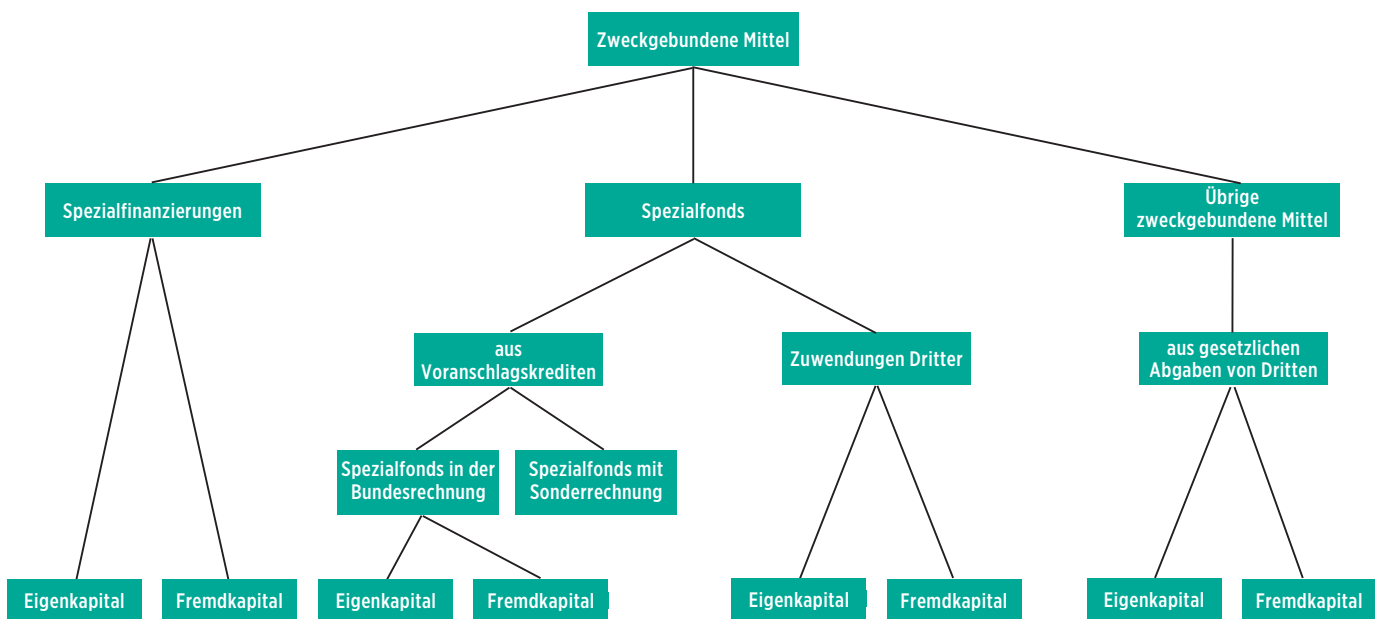 Zweckgebundene Mittel
Spezialfinanzierungen
Spezialfonds
Übrige
zweckgebundene Mittel
aus
Voranschlagskrediten
Zuwendungen Dritter
aus gesetzlichen
Abgaben von Dritten
Spezialfonds in der
Bundesrechnung
Spezialfonds mit
Sonderrechnung
Eigenkapital
Fremdkapital
Eigenkapital
Fremdkapital
Eigenkapital
Fremdkapital
Eigenkapital
Fremdkapital